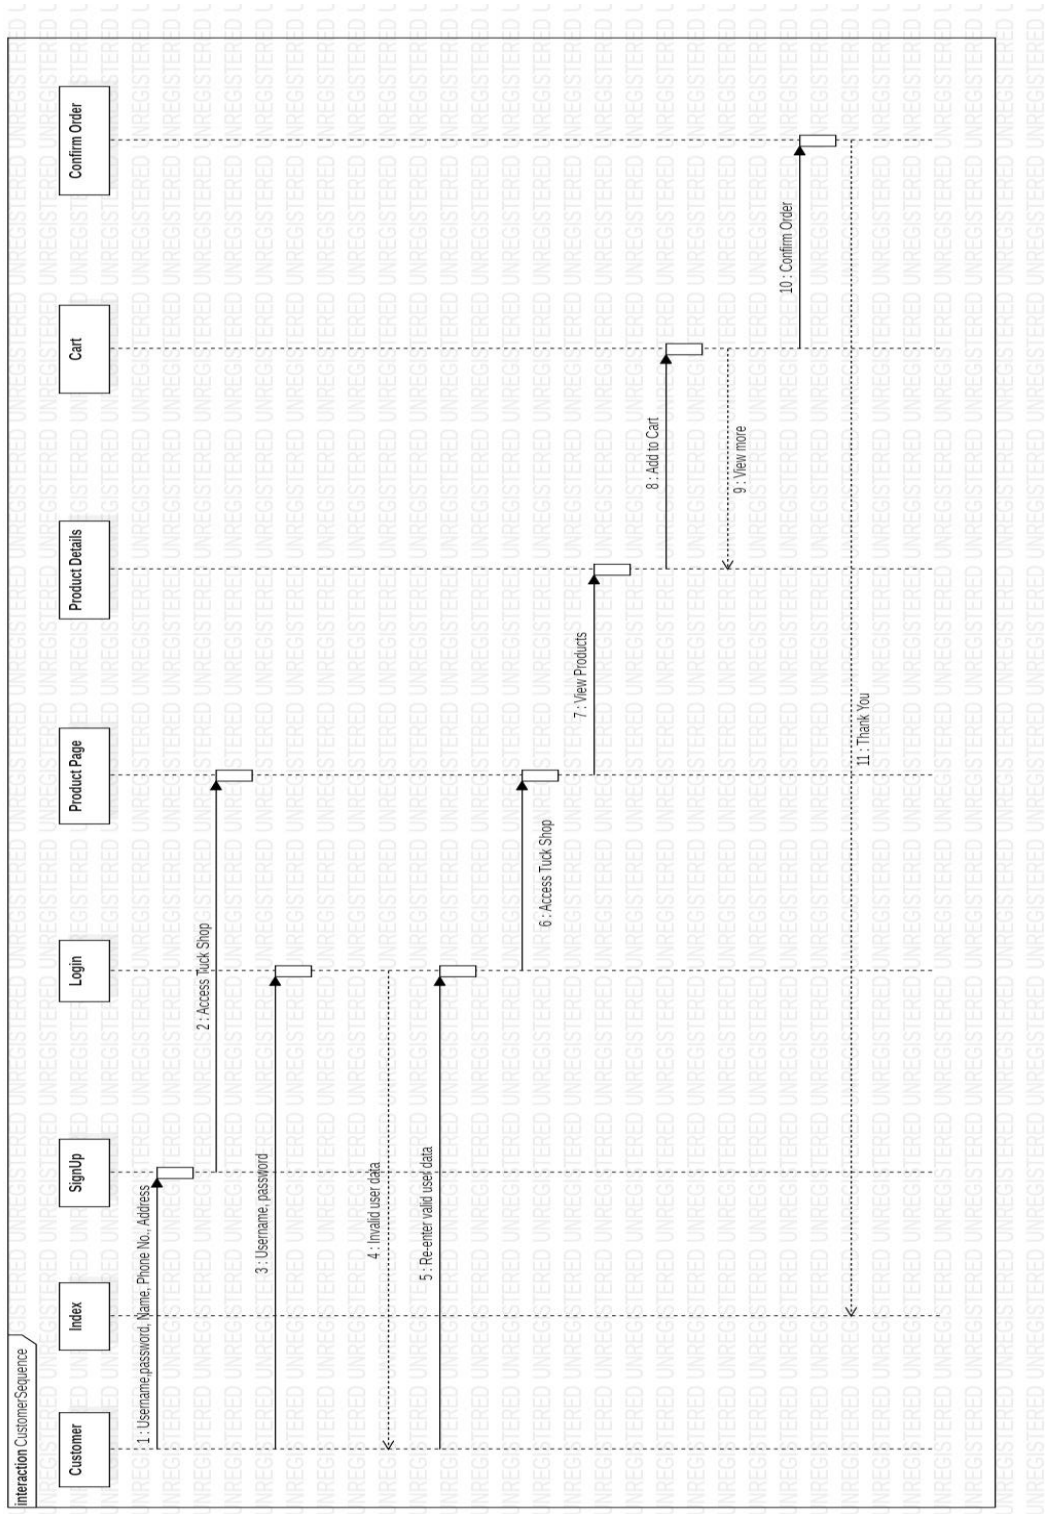 interaction CustomerSequence
Customer
Index
SignUp
Login
Product Page
Product Details
Cart
Confirm Order
1 : Username,password, Name, Phone No., Address
2 : Access Tuck Shop
3 : Username, password
4 : Invalid user data
5 : Re-enter valid user data
6 : Access Tuck Shop
7 : View Products
8 : Add to Cart
9 : View more
10 : Confirm Order
11 : Thank You
UNREGISTERED